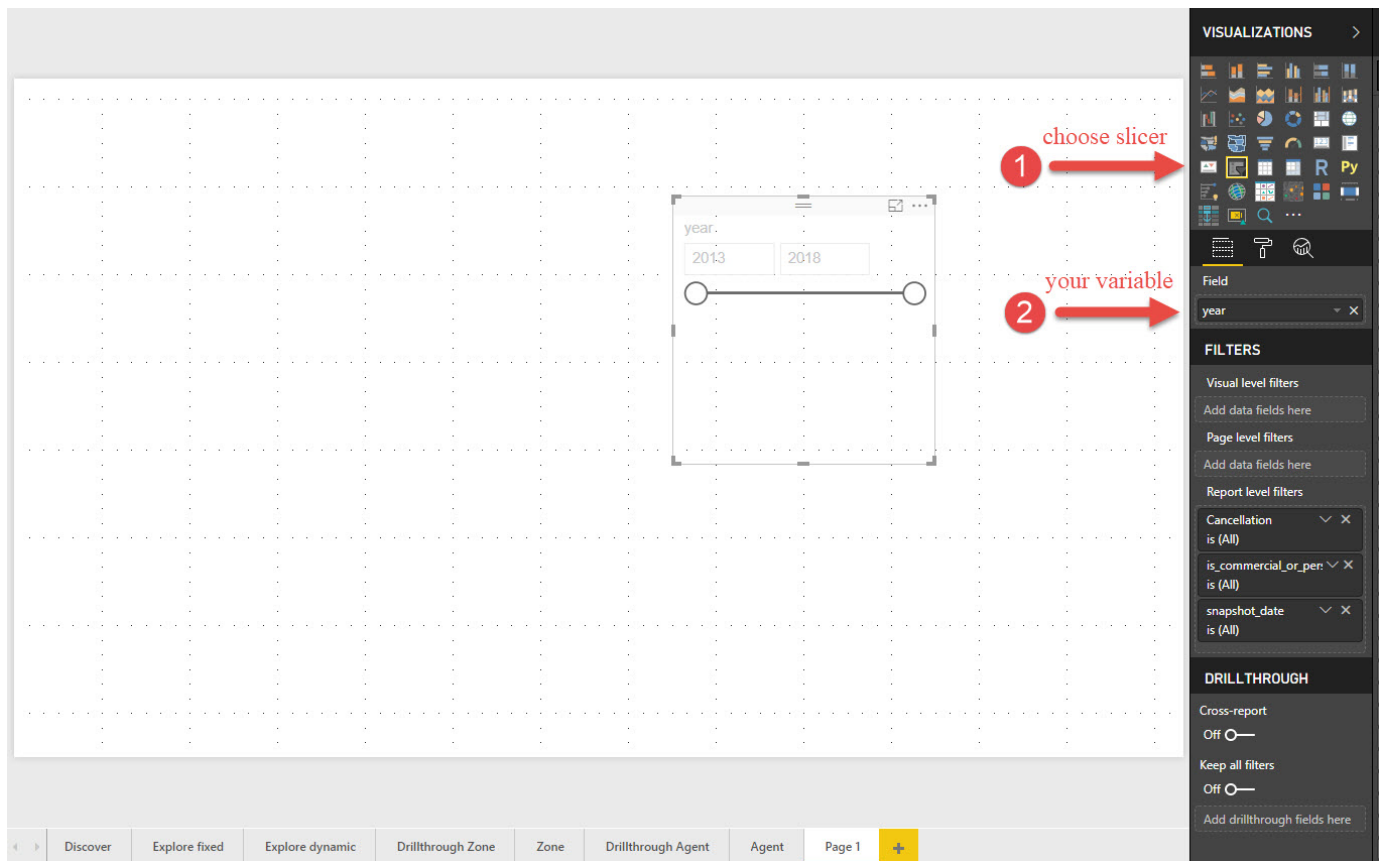 VISUALIZATIONS
choose slicer
1
R Py
year
2013 2018
your variable
2
Field
year
FILTERS
Visual level filters
Add data fields here
Page level filters
Add data fields here
Report level filters
Cancellation
is (All)
is_commercial_or_per
is (All)
snapshot_date
is (All)
DRILLTHROUGH
Cross-report
Off
Keep all filters
Off
Add drillthrough fields here
Discover Explore fixed Explore dynamic Drillthrough Zone Zone Drillthrough Agent Agent Page 1